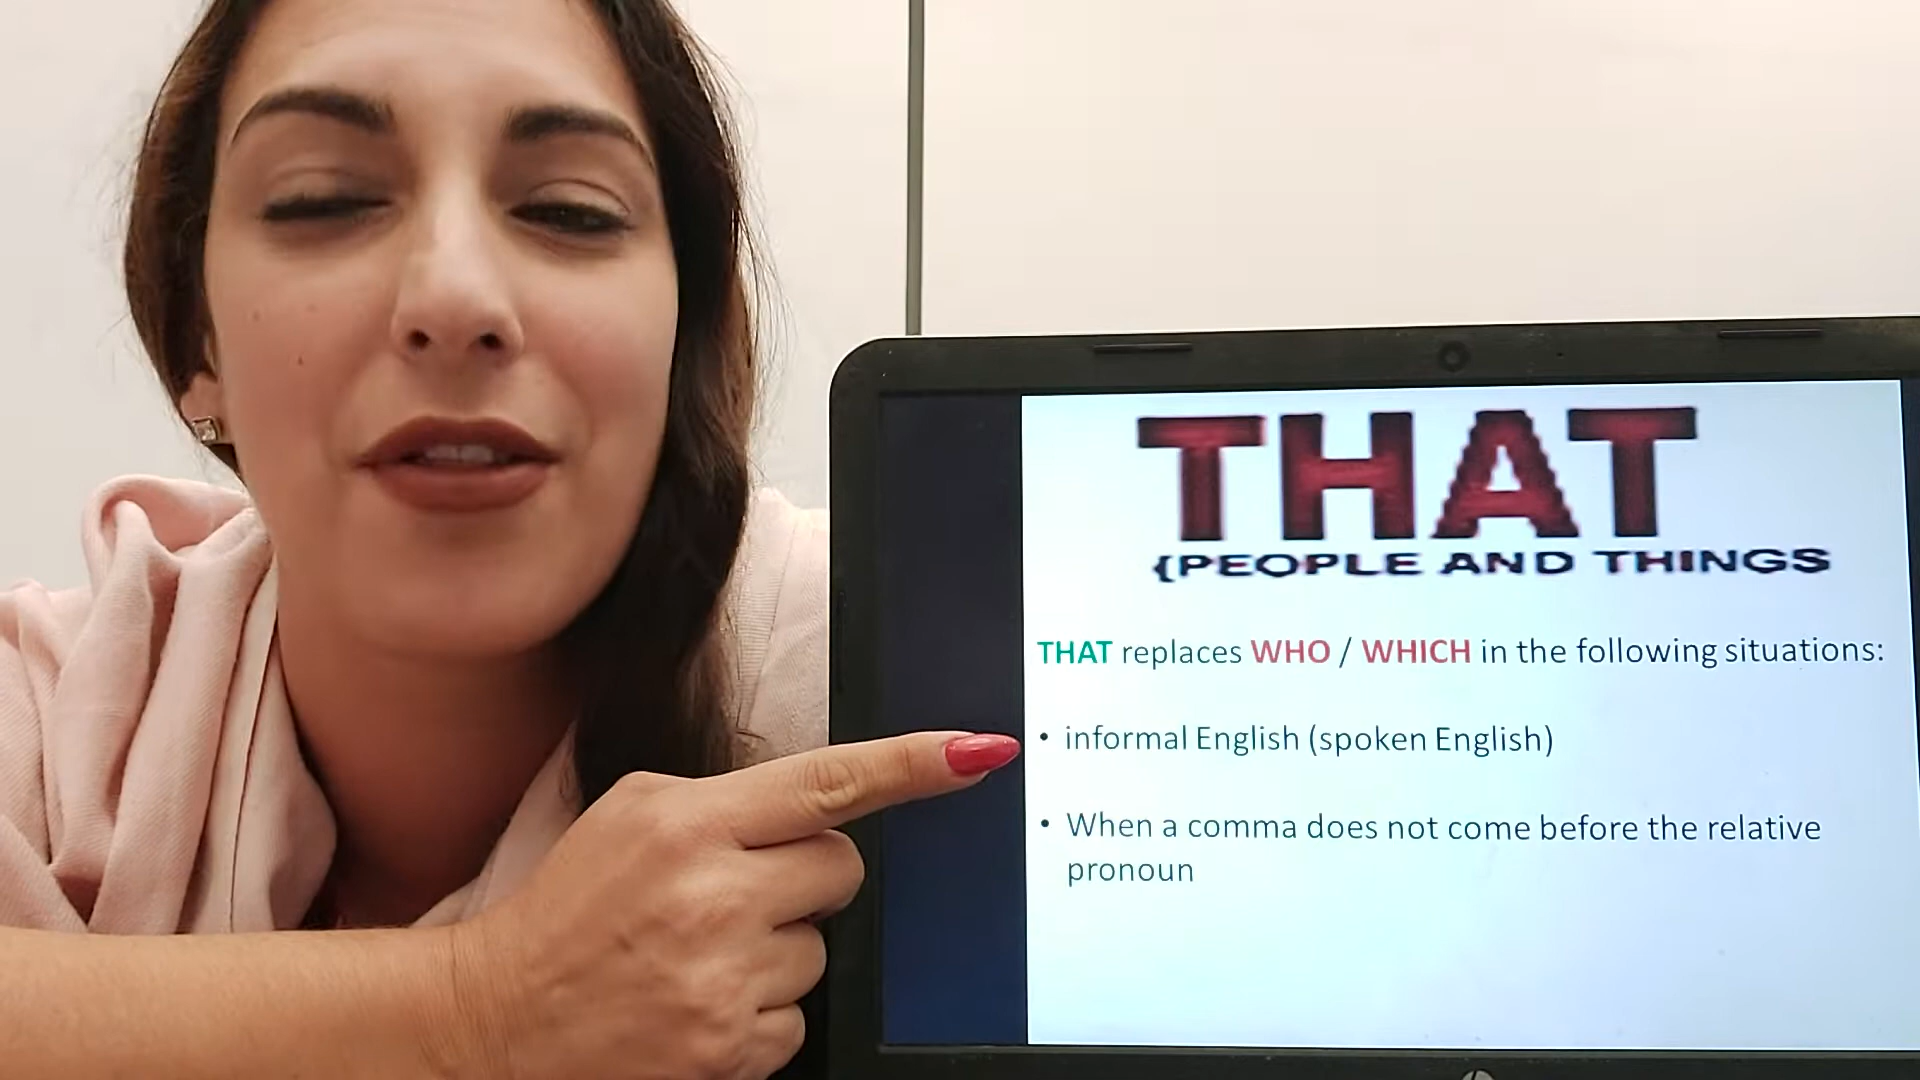 THAT
{PEOPLE AND THINGS
THAT replaces WHO / WHICH in the following situations:
• informal English (spoken English)
• When a comma does not come before the relative
pronoun